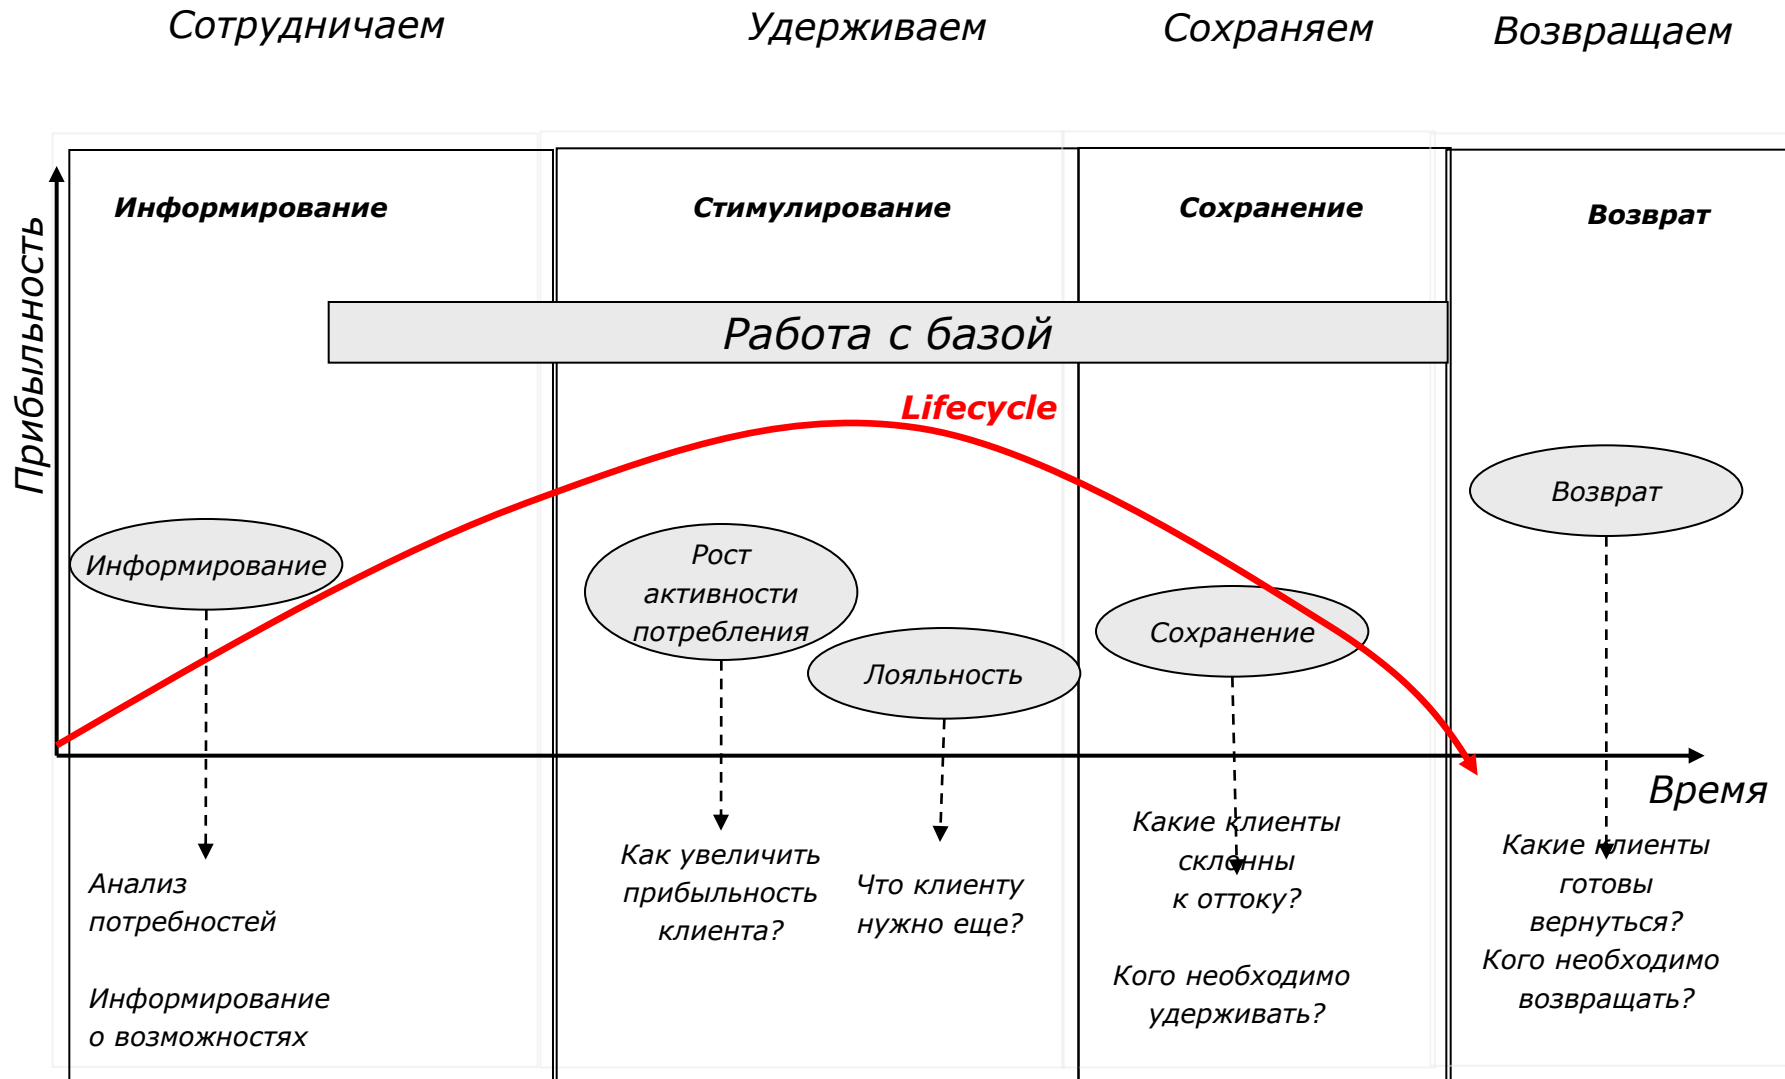 Сотрудничаем
Удерживаем
Сохраняем
Возвращаем
Информирование
Стимулирование
Сохранение
Возврат
Прибыльность
Работа с базой
Lifecycle
Информирование
Рост
активности
потребления
Лояльность
Сохранение
Возврат
Время
Анализ
потребностей
Информирование
о возможностях
Как увеличить
прибыльность
клиента?
Что клиенту
нужно еще?
Какие клиенты
склонны
к оттоку?
Кого необходимо
удерживать?
Какие клиенты
готовы
вернуться?
Кого необходимо
возвращать?